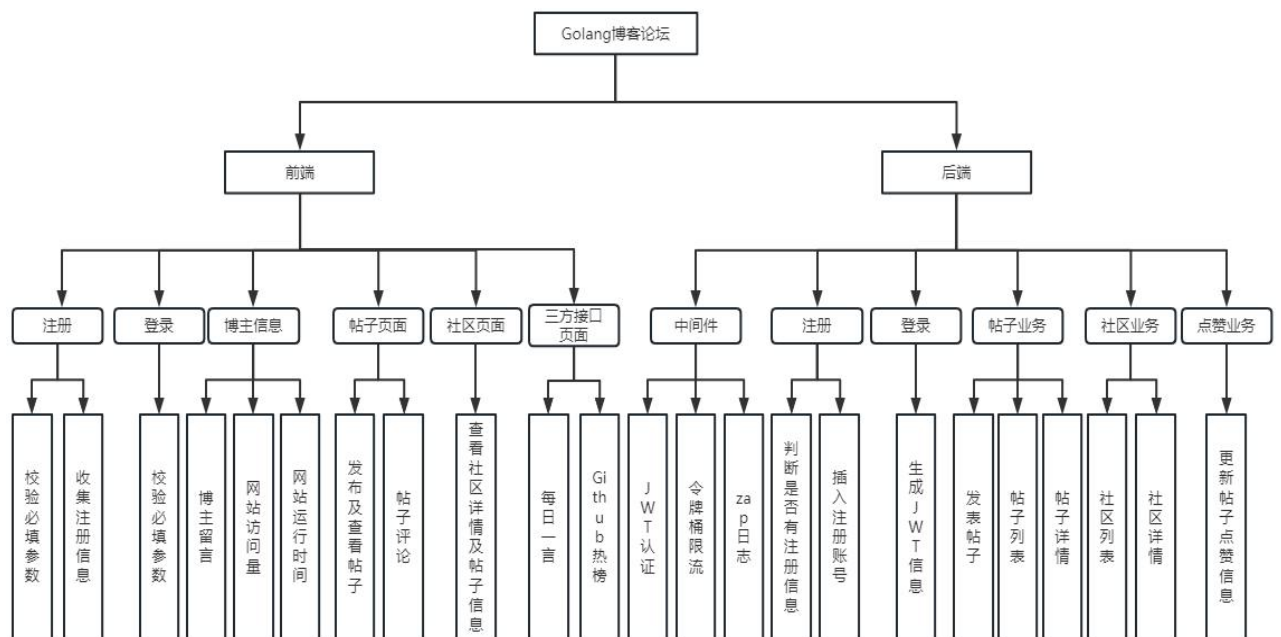 Golang博客论坛
前端
后端
注册
登录
博主信息
帖子页面
社区页面
三方接口
页面
中间件
注册
登录
帖子业务
社区业务
点赞业务
校验必填参数
收集注册信息
校验必填参数
博主留言
网站访问量
网站运行时间
发布及查看帖子
帖子评论
查看社区详情及帖子信息
每日一言
Github热榜
JWT认证
令牌桶限流
zap日志
判断是否有注册信息
插入注册账号
生成JWT信息
发表帖子
帖子列表
帖子详情
社区列表
社区详情
更新帖子点赞信息